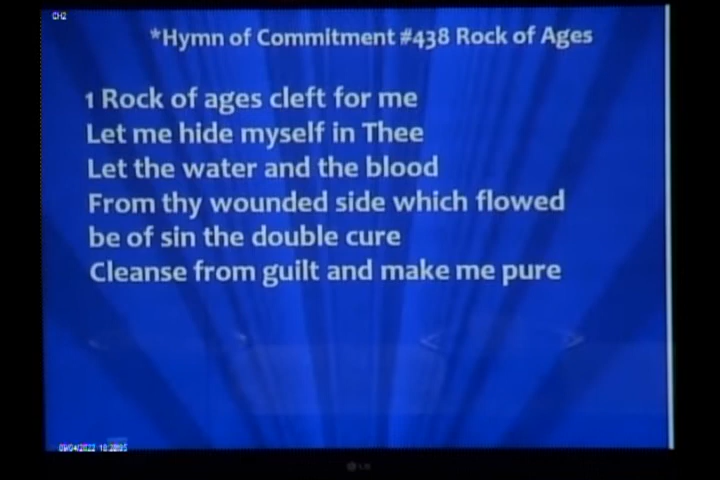 CH2
*Hymn of Commitment #438 Rock of Ages
1 Rock of ages cleft for me
Let me hide myself in Thee
Let the water and the blood
From thy wounded side which flowed
be of sin the double cure
Cleanse from guilt and make me pure
LG